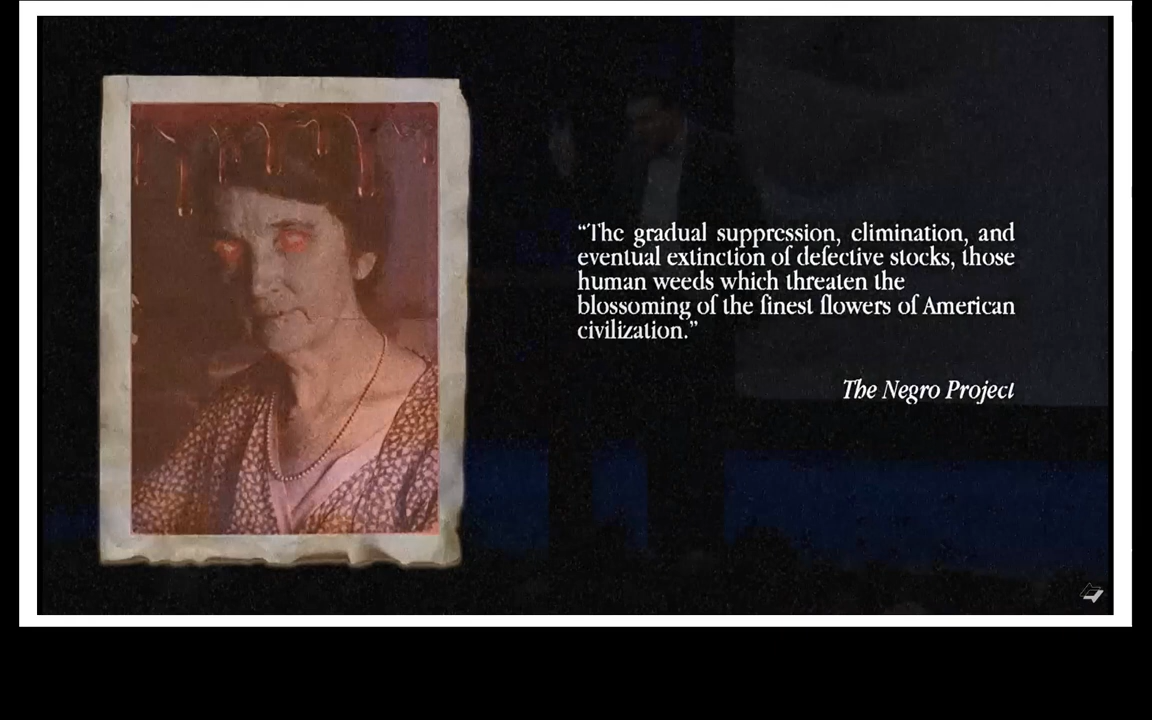 “The gradual suppression, elimination, and
eventual extinction of defective stocks, those
human weeds which threaten the
blossoming of the finest flowers of American
civilization.”
The Negro Project